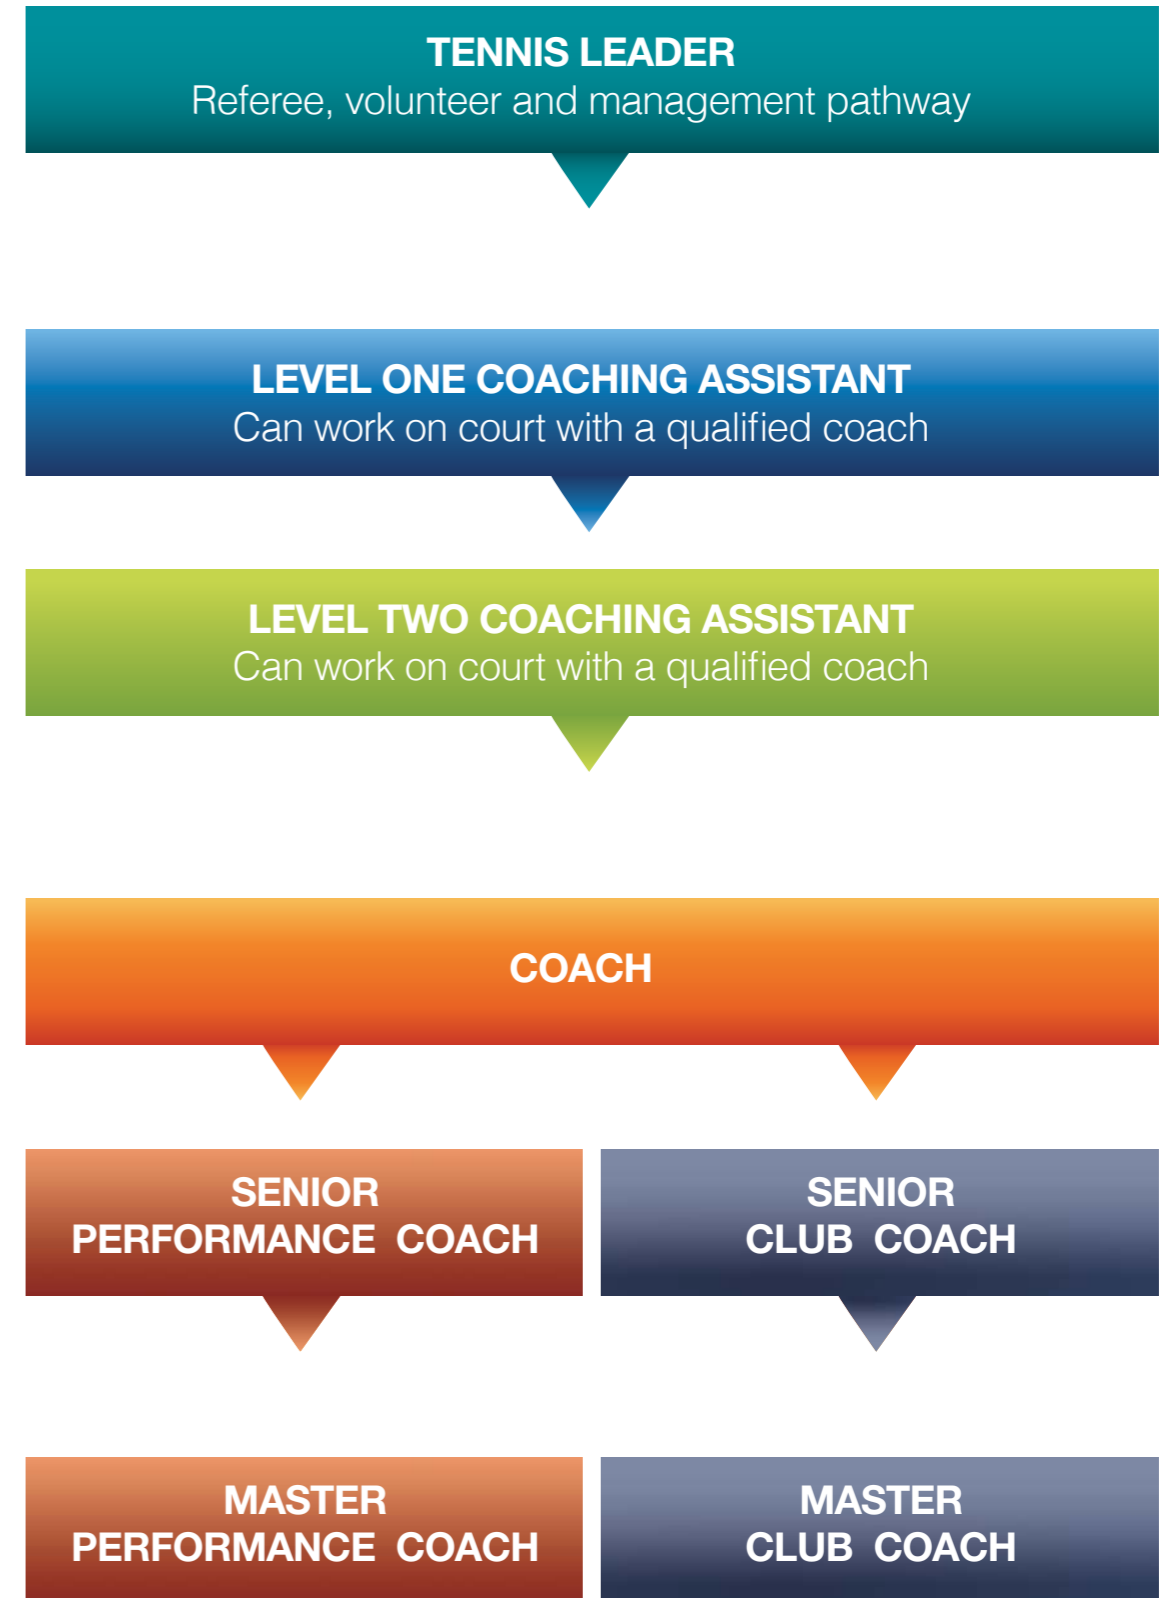 TENNIS LEADER
Referee, volunteer and management pathway
LEVEL ONE COACHING ASSISTANT
Can work on court with a qualified coach
LEVEL TWO COACHING ASSISTANT
Can work on court with a qualified coach
COACH
SENIOR
PERFORMANCE COACH
SENIOR
CLUB COACH
MASTER
PERFORMANCE COACH
MASTER
CLUB COACH